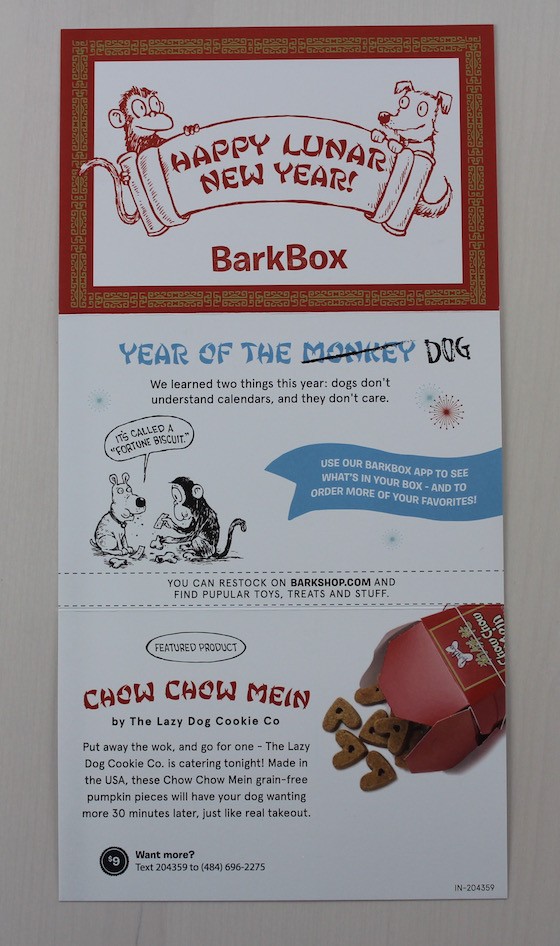 HAPPY LUNAR
NEW YEAR!
BarkBox
YEAR OF THE MONKEY DOG
We learned two things this year: dogs don't
understand calendars, and they don't care.
IT'S CALLED A
"FORTUNE BISCUIT."
USE OUR BARKBOX APP TO SEE
WHAT'S IN YOUR BOX - AND TO
ORDER MORE OF YOUR FAVORITES!
YOU CAN RESTOCK ON BARKSHOP.COM AND
FIND PUPULAR TOYS, TREATS AND STUFF.
FEATURED PRODUCT
CHOW CHOW MEIN
by The Lazy Dog Cookie Co
Put away the wok, and go for one - The Lazy
Dog Cookie Co. is catering tonight! Made in
the USA, these Chow Chow Mein grain-free
pumpkin pieces will have your dog wanting
more 30 minutes later, just like real takeout.
$9
Want more?
Text 204359 to (484) 696-2275
Chow Chow
IN-204359